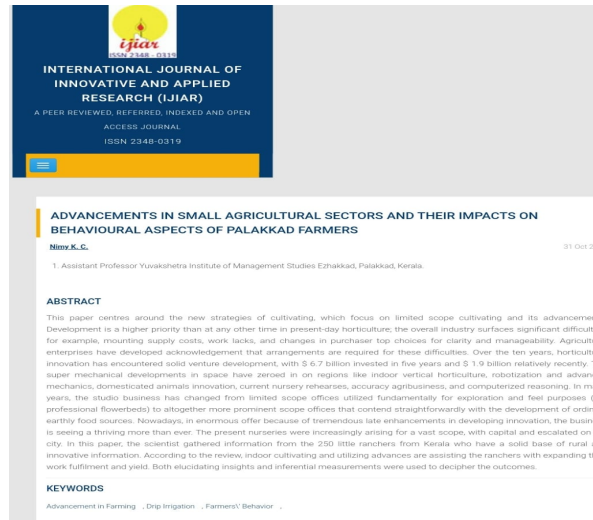 ijiar
ISSN 2348 - 0319
INTERNATIONAL JOURNAL OF
INNOVATIVE AND APPLIED
RESEARCH (IJIAR)
A PEER REVIEWED, REFERRED, INDEXED AND OPEN
ACCESS JOURNAL
ISSN 2348-0319
ADVANCEMENTS IN SMALL AGRICULTURAL SECTORS AND THEIR IMPACTS ON
BEHAVIOURAL ASPECTS OF PALAKKAD FARMERS
Nimy K. C. 31 Oct 2
1. Assistant Professor Yuvakshetra Institute of Management Studies Ezhakkad, Palakkad, Kerala.
ABSTRACT
This paper centres around the new strategies of cultivating, which focus on limited scope cultivating and its advancemen
Development is a higher priority than at any other time in present-day horticulture; the overall industry surfaces significant difficult
for example, mounting supply costs, work lacks, and changes in purchaser top choices for clarity and manageability. Agricult
enterprises have developed acknowledgement that arrangements are required for these difficulties. Over the ten years, horticult
innovation has encountered solid venture development, with $ 6.7 billion invested in five years and $ 1.9 billion relatively recently.
super mechanical developments in space have zeroed in on regions like indoor vertical horticulture, robotization and advan
mechanics, domesticated animals innovation, current nursery rehearses, accuracy agribusiness, and computerized reasoning. In m
years, the studio business has changed from limited scope offices utilized fundamentally for exploration and feel purposes (
professional flowerbeds) to altogether more prominent scope offices that contend straightforwardly with the development of ordin
earthly food sources. Nowadays, in enormous offer because of tremendous late enhancements in developing innovation, the busin
is seeing a thriving more than ever. The present nurseries were increasingly arising for a vast scope, with capital and escalated on
city. In this paper, the scientist gathered information from the 250 little ranchers from Kerala who have a solid base of rural
innovative information. According to the review, indoor cultivating and utilizing advances are assisting the ranchers with expanding t
work fulfilment and yield. Both elucidating insights and inferential measurements were used to decipher the outcomes.
KEYWORDS
Advancement in Farming , Drip Irrigation , Farmers\' Behavior ,